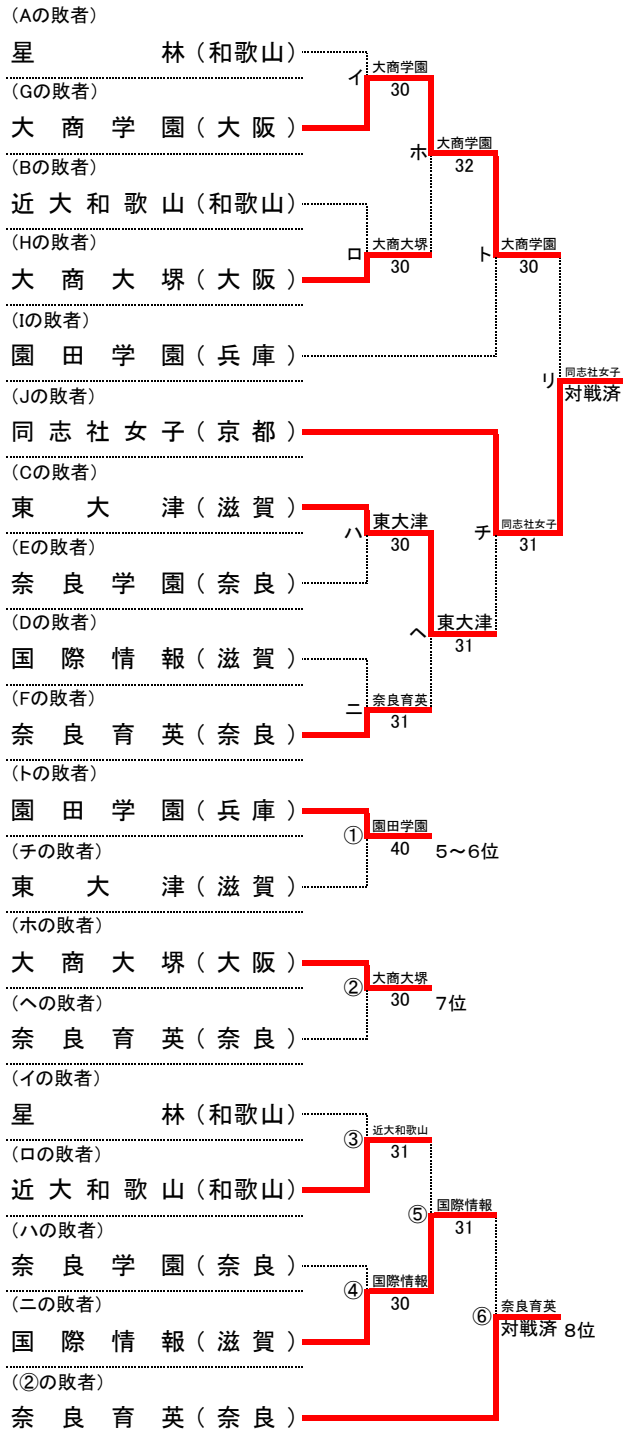 (Aの敗者)
星林(和歌山)
イ 大商学園
30
(Gの敗者)
大商学園(大阪)
ホ 大商学園
32
(Bの敗者)
近大和歌山(和歌山)
(Hの敗者)
ロ 大商大堺
30
ト 大商学園
30
大商大堺(大阪)
(Iの敗者)
園田学園(兵庫)
リ 同志社女子
対戦済
(Jの敗者)
同志社女子(京都)
(Cの敗者)
東大津(滋賀)
ハ 東大津
30
チ 同志社女子
31
(Eの敗者)
奈良学園(奈良)
(Dの敗者)
ヘ 東大津
31
国際情報(滋賀)
(Fの敗者)
ニ 奈良育英
31
奈良育英(奈良)
(トの敗者)
園田学園(兵庫)
① 園田学園
40 5～6位
(チの敗者)
東大津(滋賀)
(ホの敗者)
大商大堺(大阪)
② 大商大堺
30 7位
(ヘの敗者)
奈良育英(奈良)
(イの敗者)
星林(和歌山)
③ 近大和歌山
31
(ロの敗者)
近大和歌山(和歌山)
⑤ 国際情報
31
(ハの敗者)
奈良学園(奈良)
④ 国際情報
30
(ニの敗者)
国際情報(滋賀)
⑥ 奈良育英
対戦済 8位
(②の敗者)
奈良育英(奈良)